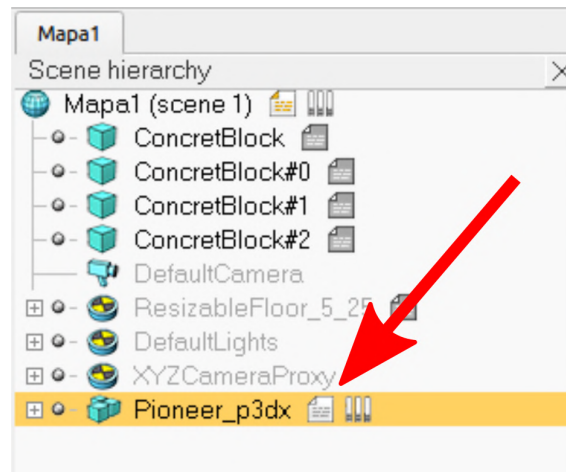 Mapa1
Scene hierarchy
Mapa1 (scene 1)
ConcretBlock
ConcretBlock#0
ConcretBlock#1
ConcretBlock#2
DefaultCamera
ResizableFloor_5_25
DefaultLights
XYZCameraProxy
Pioneer_p3dx